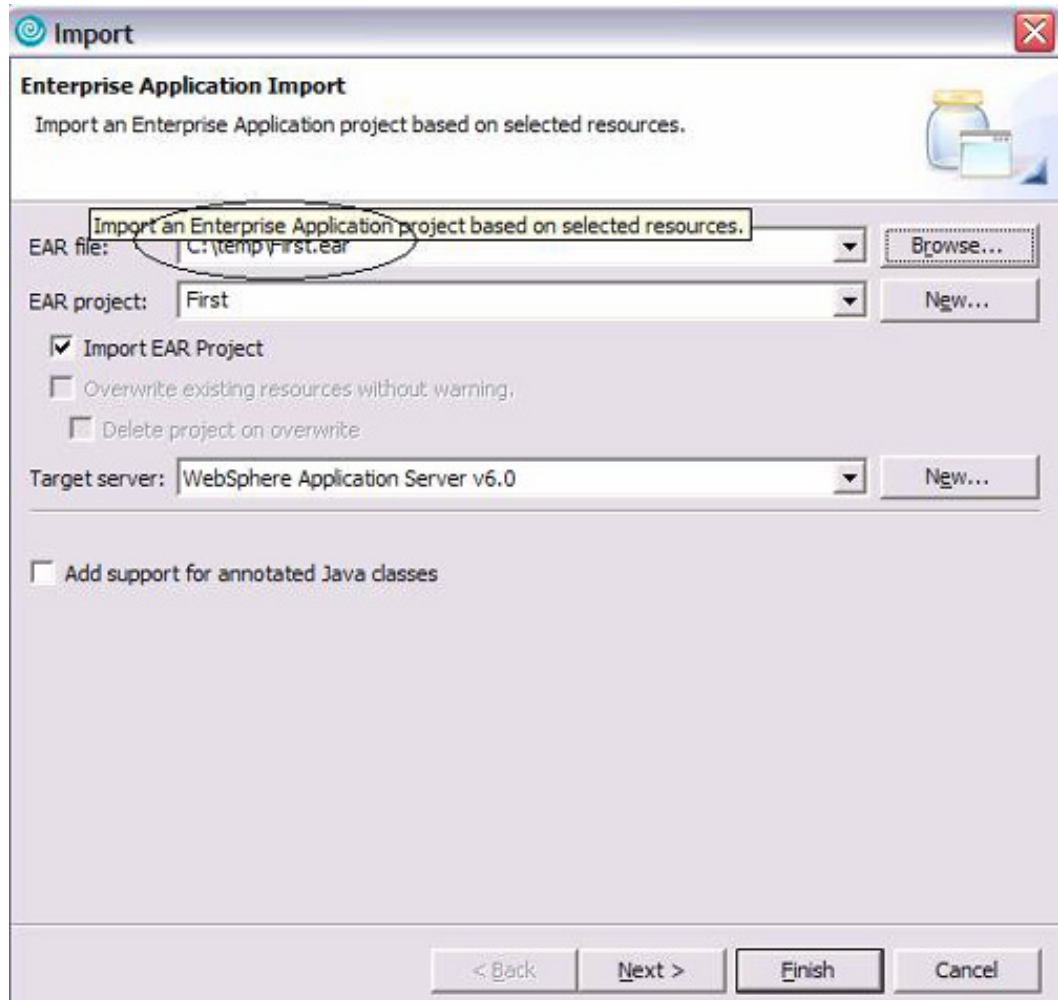 Import
Enterprise Application Import
Import an Enterprise Application project based on selected resources.
Import an Enterprise Application project based on selected resources.
EAR file: C:\temp\First.ear Browse...
EAR project: First New...
Import EAR Project
Overwrite existing resources without warning.
Delete project on overwrite
Target server: WebSphere Application Server v6.0 New...
Add support for annotated Java classes
< Back Next > Finish Cancel